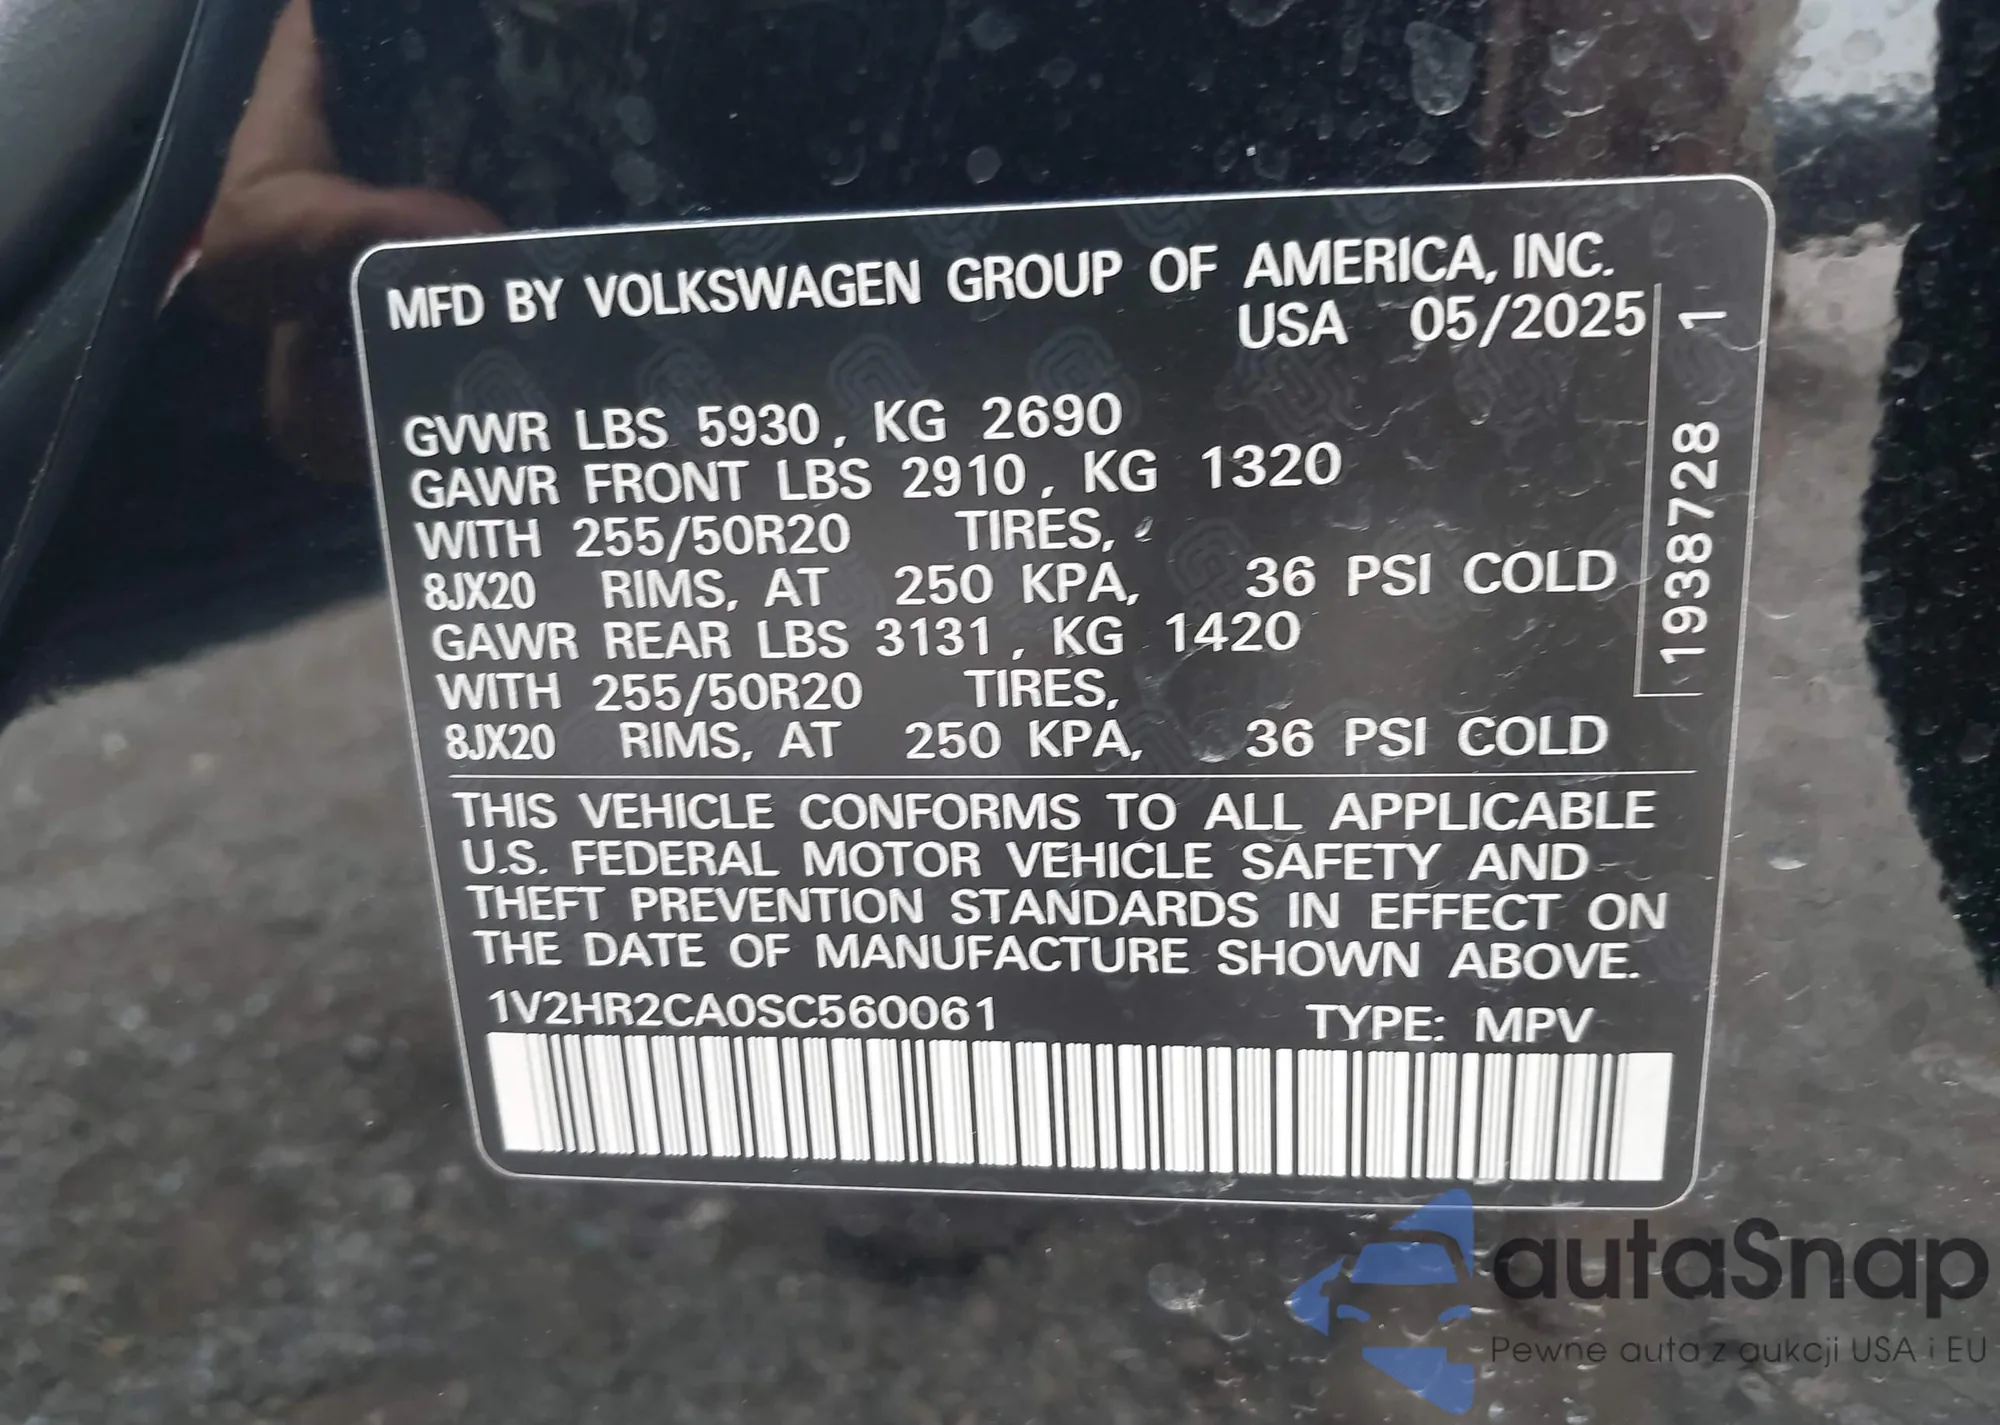 MFD BY VOLKSWAGEN GROUP OF AMERICA, INC.
USA 05/2025
GVWR LBS 5930, KG 2690
GAWR FRONT LBS 2910, KG 1320
WITH 255/50R20 TIRES,
8JX20 RIMS, AT 250 KPA, 36 PSI COLD
GAWR REAR LBS 3131, KG 1420
WITH 255/50R20 TIRES,
8JX20 RIMS, AT 250 KPA, 36 PSI COLD
THIS VEHICLE CONFORMS TO ALL APPLICABLE
U.S. FEDERAL MOTOR VEHICLE SAFETY AND
THEFT PREVENTION STANDARDS IN EFFECT ON
THE DATE OF MANUFACTURE SHOWN ABOVE.
1V2HR2CA0SC560061 TYPE: MPV
1938728 1
autaSnap
Pewne auta z aukcji USA i EU